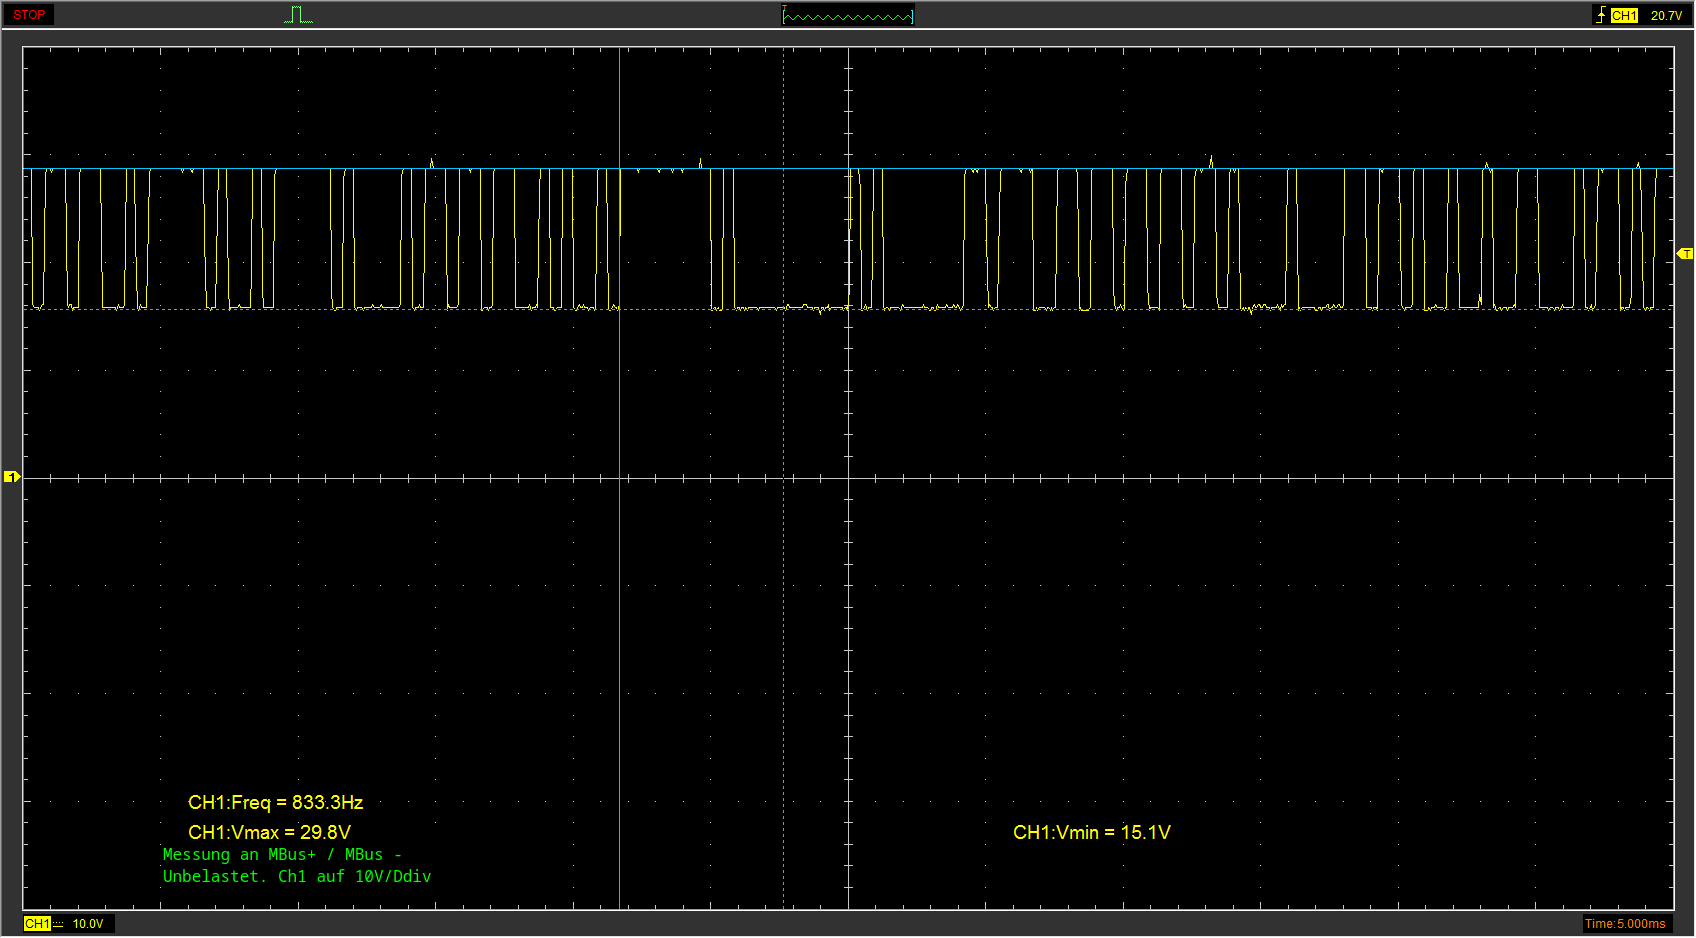 STOP
T
CH1 20.7V
T
1
CH1:Freq = 833.3Hz
CH1:Vmax = 29.8V
CH1:Vmin = 15.1V
Messung an MBus+ / MBus -
Unbelastet. Ch1 auf 10V/Ddiv
CH1 10.0V
Time:5.000ms